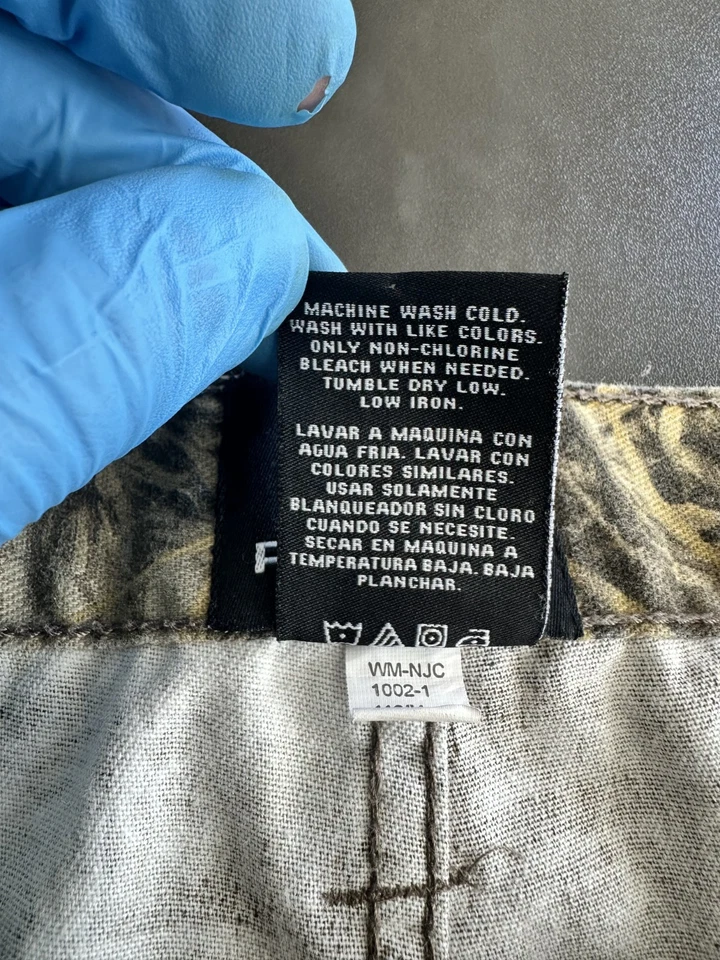 MACHINE WASH COLD.
WASH WITH LIKE COLORS.
ONLY NON-CHLORINE
BLEACH WHEN NEEDED.
TUMBLE DRY LOW.
LOW IRON.
LAVAR A MAQUINA CON
AGUA FRIA. LAVAR CON
COLORES SIMILARES.
USAR SOLAMENTE
BLANQUEADOR SIN CLORO
CUANDO SE NECESITE.
SECAR EN MAQUINA A
TEMPERATURA BAJA. BAJA
PLANCHAR.
F
WM-NJC
1002-1